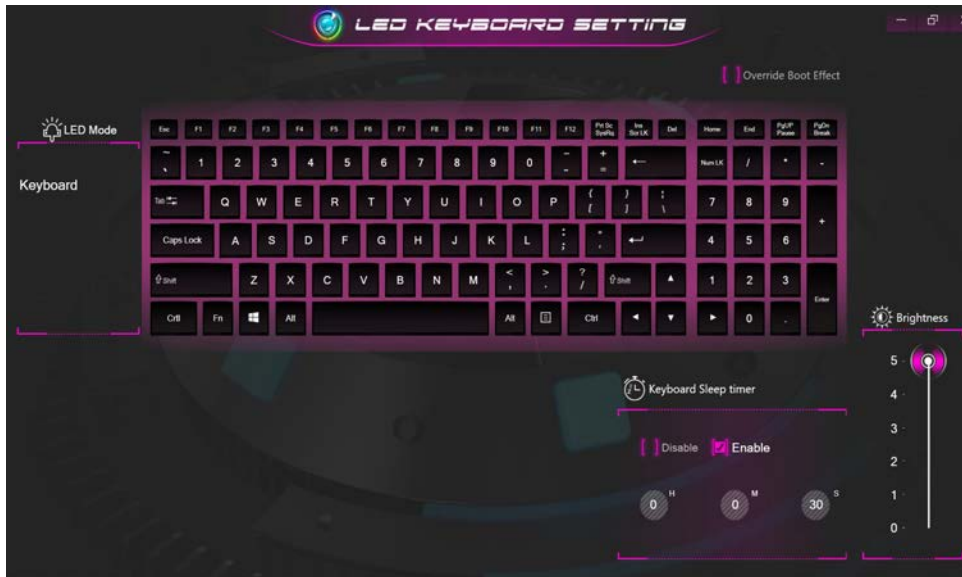 LED KEYBOARD SETTING
Override Boot Effect
LED Mode
Keyboard
Esc F1 F2 F3 F4 F5 F6 F7 F8 F9 F10 F11 F12 Prt Sc SysRq Ins Scr LK Del Home End PgUP Pause PgDn Break
~ ` 1 2 3 4 5 6 7 8 9 0 - + = ← Num LK / * -
Tab Q W E R T Y U I O P { [ } ] 7 8 9 +
Caps Lock A S D F G H J K L : ; 4 5 6
Shift Z X C V B N M < , > . ? / Shift ▲ 1 2 3 Enter
Crtl Fn Alt Alt Ctrl ◄ ▼ ► 0 .
Brightness
5
4
3
2
1
0
Keyboard Sleep timer
Disable Enable
0 H 0 M 30 S